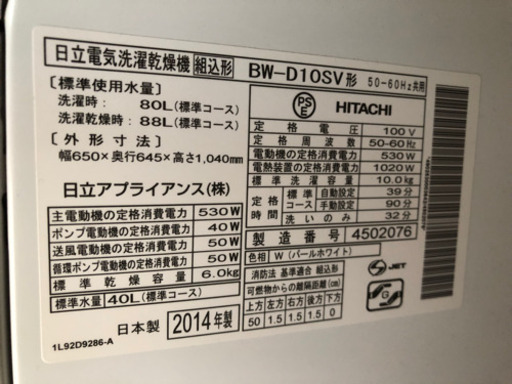 日立電気洗濯乾燥機 組込形 BW-D10SV形 50-60Hz共用
[標準使用水量]
洗濯時： 80L(標準コース)
洗濯乾燥時： 88L(標準コース)
[外形寸法]
幅650×奥行645×高さ1,040mm
日立アプライアンス(株)
主電動機の定格消費電力 530W
ポンプ電動機の定格消費電力 40W
送風電動機の定格消費電力 50W
循環ポンプ電動機の定格消費電力 50W
標準乾燥容量 6.0kg
標準水量 40L(標準コース)
日本製 2014年製
1L92D9286-A
PS
E
HITACHI
定格電圧 100V
定格周波数 50-60Hz
電動機の定格消費電力 530W
電熱装置の定格消費電力 1020W
標準洗濯容量 10.0kg
定格時間 標準コース 自動設定 39分
手動設定 90分
洗いのみ 32分
製造番号 4502076
色相 W(パールホワイト)
消防法 基準適合 組込形
可燃物からの離隔距離(cm)
上方 左方 右方 前方 後方 下方
50 1.5 1.5 1.5 1.5 0
JET
G